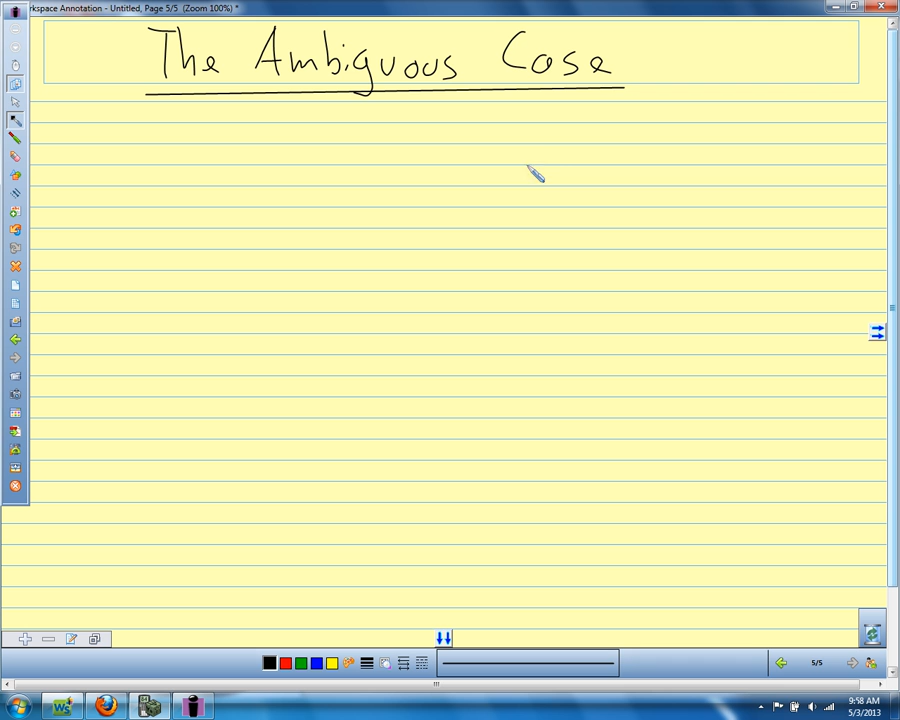 rkspace Annotation - Untitled, Page 5/5 (Zoom 100%) *
The Ambiguous Case
5/5
9:58 AM
5/3/2013